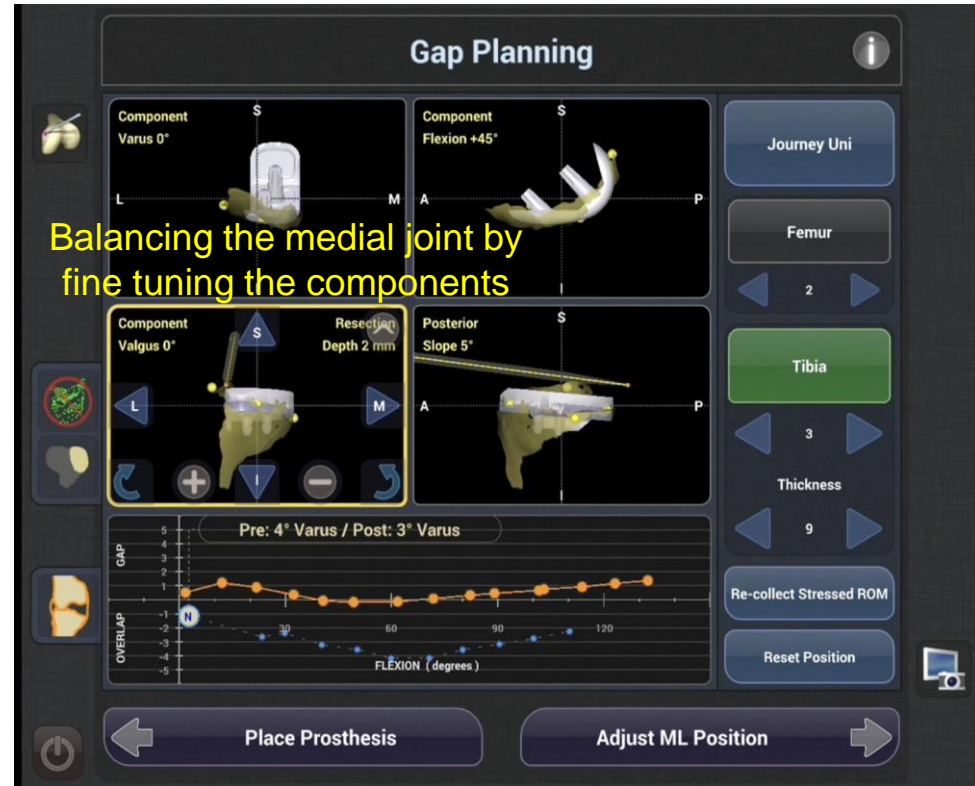 Gap Planning
i
Component
Varus 0°
S
L
M
Component
Flexion +45°
S
A
P
I
Journey Uni
Femur
2
Balancing the medial joint by
fine tuning the components
Component
Valgus 0°
Resection
Depth 2 mm
S
L
M
I
Posterior
Slope 5°
S
A
P
I
Tibia
3
Thickness
9
Pre: 4° Varus / Post: 3° Varus
GAP
5
4
3
2
1
OVERLAP
-1
-2
-3
-4
-5
N
30
60
90
120
FLEXION ( degrees )
Re-collect Stressed ROM
Reset Position
Place Prosthesis
Adjust ML Position